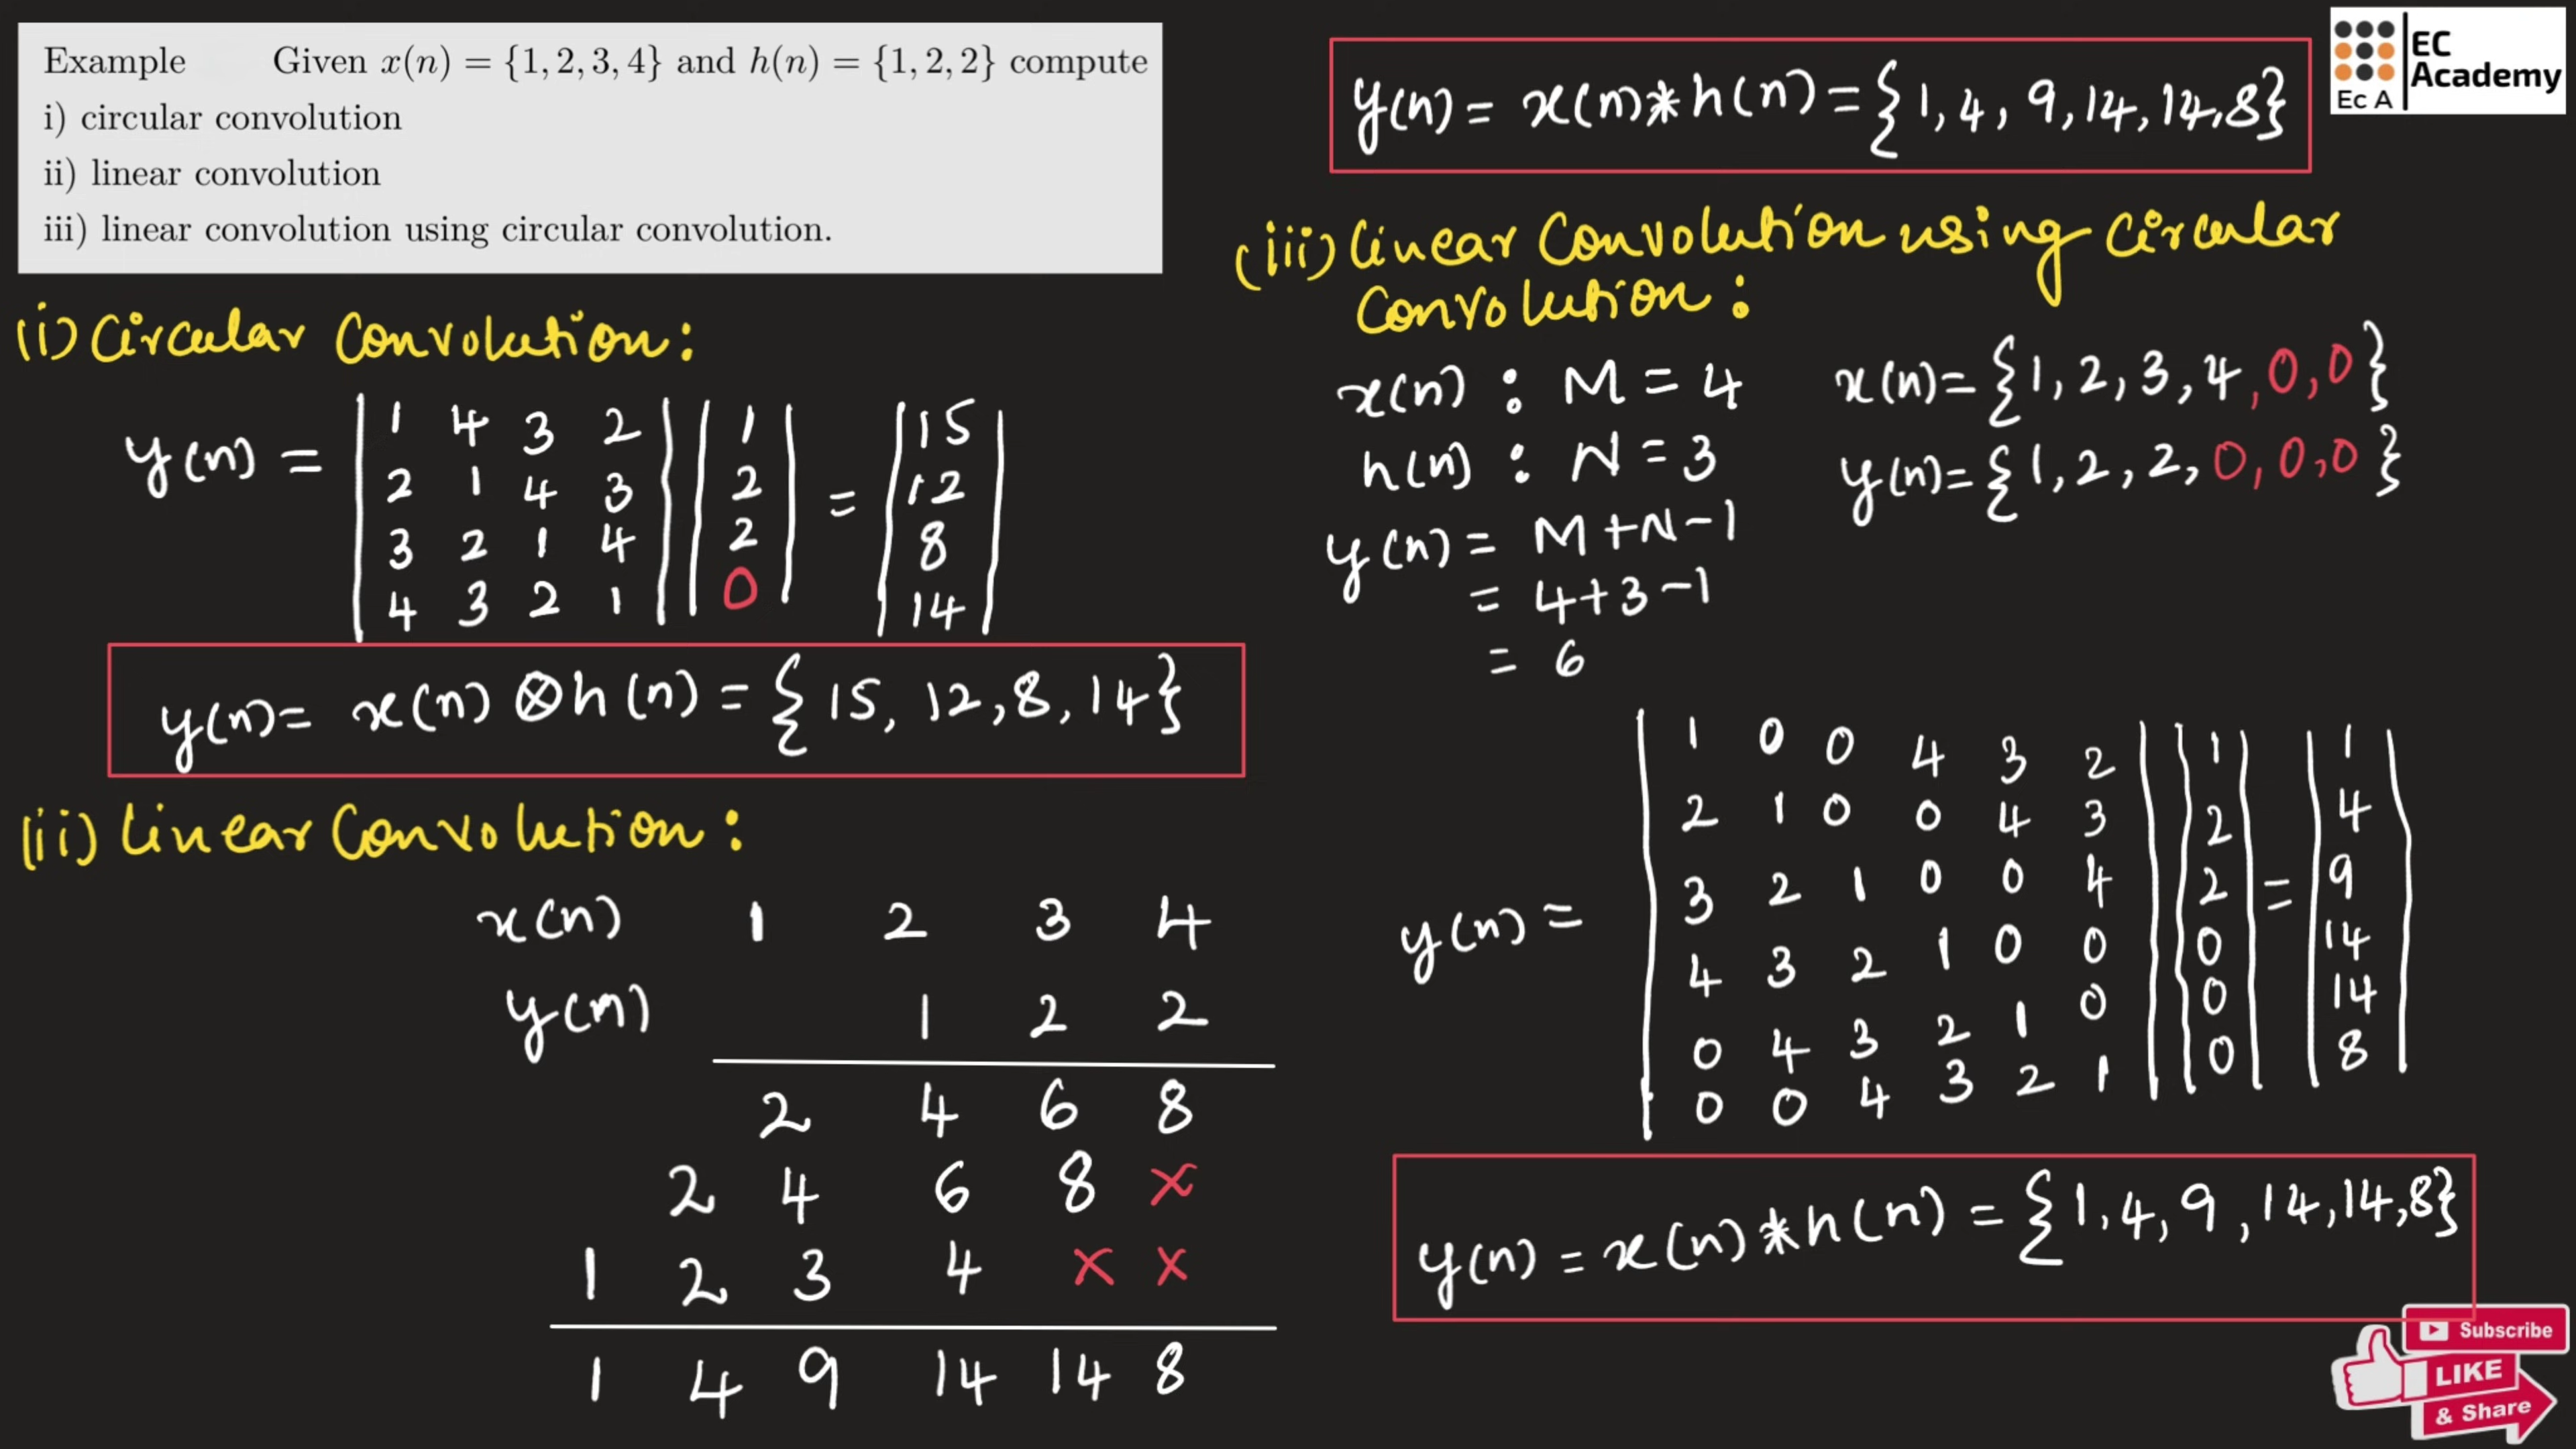 Example Given x(n) = {1, 2, 3, 4} and h(n) = {1, 2, 2} compute
i) circular convolution
ii) linear convolution
iii) linear convolution using circular convolution.
(i) Circular Convolution:
y(n) = | 1 4 3 2 | | 1 | = | 15 |
| 2 1 4 3 | | 2 | | 12 |
| 3 2 1 4 | | 2 | | 8 |
| 4 3 2 1 | | 0 | | 14 |
y(n) = x(n) ⊗ h(n) = {15, 12, 8, 14}
(ii) Linear Convolution:
x(n) 1 2 3 4
y(n) 1 2 2
2 4 6 8
2 4 6 8 ×
1 2 3 4 × ×
1 4 9 14 14 8
y(n) = x(n) * h(n) = {1, 4, 9, 14, 14, 8}
EC
Academy
Ec A
(iii) Linear Convolution using Circular
Convolution:
x(n) : M = 4
h(n) : N = 3
y(n) = M+N-1
= 4+3-1
= 6
x(n) = {1, 2, 3, 4, 0, 0}
y(n) = {1, 2, 2, 0, 0, 0}
| 1 0 0 4 3 2 | | 1 | | 1 |
| 2 1 0 0 4 3 | | 2 | | 4 |
y(n) = | 3 2 1 0 0 4 | | 2 | = | 9 |
| 4 3 2 1 0 0 | | 0 | | 14 |
| 0 4 3 2 1 0 | | 0 | | 14 |
| 0 0 4 3 2 1 | | 0 | | 8 |
y(n) = x(n) * h(n) = {1, 4, 9, 14, 14, 8}
Subscribe
LIKE
& Share